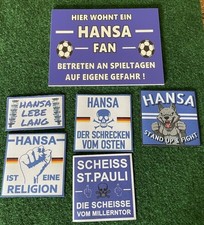 HIER WOHNT EIN
HANSA
FAN
BETRETEN AN SPIELTAGEN
AUF EIGENE GEFAHR !
HANSA
LEBE
LANG
HANSA
DER SCHRECKEN
VOM OSTEN
HANSA
STAND UP & FIGHT
HANSA
IST EINE
RELIGION
SCHEISS
ST.PAULI
DIE SCHEISSE
VOM MILLERNTOR